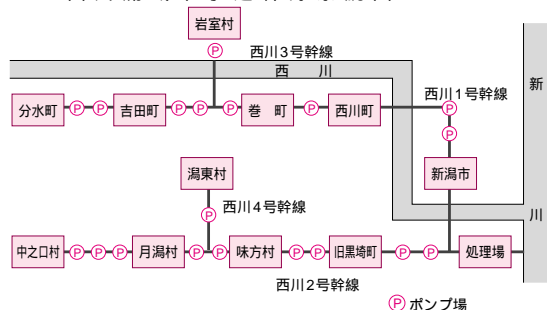 岩室村
西川3号幹線
西 川
新
川
分水町 P P 吉田町 P P P 巻 町 P 西川町
西川1号幹線
P
P
P
潟東村
新潟市
P
西川4号幹線
中之口村 P P P 月潟村 P P 味方村 P P 旧黒埼町 P P 処理場
西川2号幹線
P ポンプ場